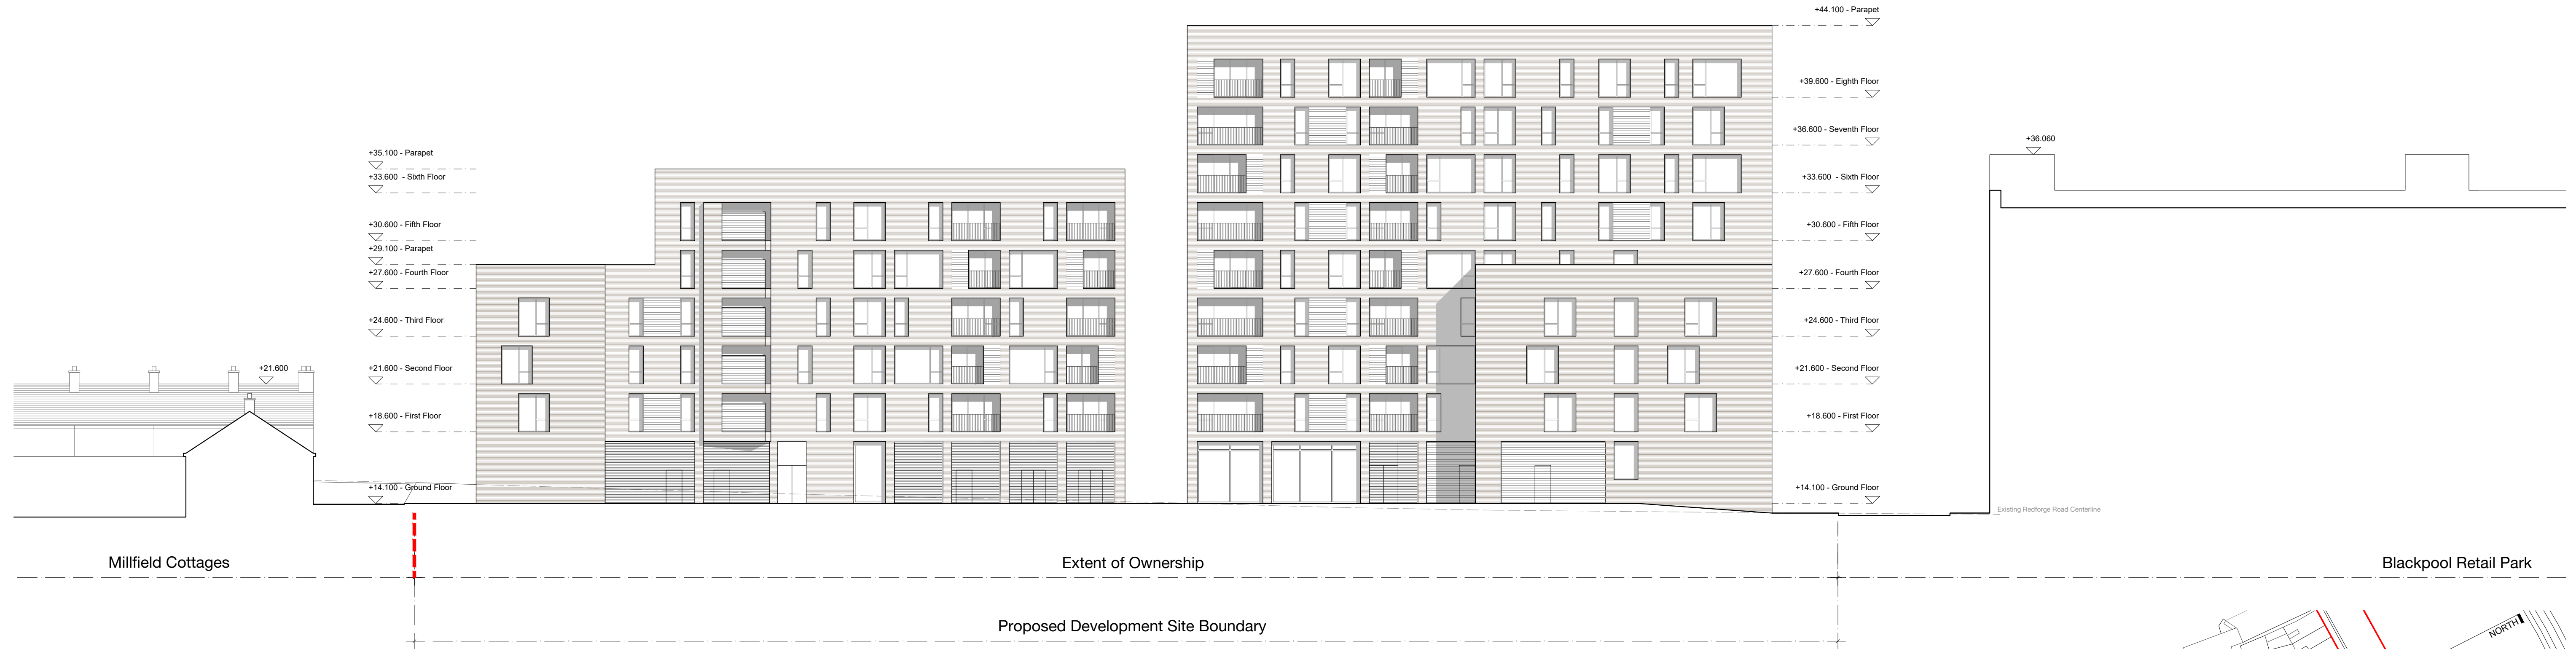 +44.100 - Parapet
+39.600 - Eighth Floor
+36.600 - Seventh Floor
+33.600 - Sixth Floor
+30.600 - Fifth Floor
+27.600 - Fourth Floor
+24.600 - Third Floor
+21.600 - Second Floor
+18.600 - First Floor
+14.100 - Ground Floor
+35.100 - Parapet
+33.600 - Sixth Floor
+30.600 - Fifth Floor
+29.100 - Parapet
+27.600 - Fourth Floor
+24.600 - Third Floor
+21.600 - Second Floor
+18.600 - First Floor
+14.100 - Ground Floor
+21.600
+36.060
Existing Redforge Road Centerline
Millfield Cottages
Extent of Ownership
Blackpool Retail Park
Proposed Development Site Boundary
NORTH